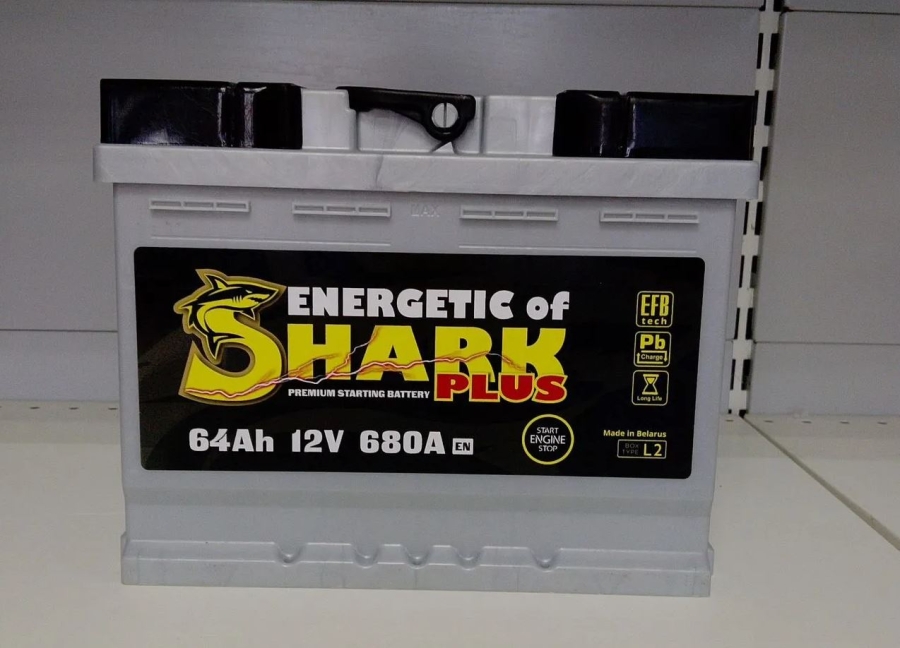 MAX
ENERGETIC of
SHARK
PLUS
PREMIUM STARTING BATTERY
64Ah 12V 680A EN
START
ENGINE
STOP
EFB
tech
Pb
Charge
Long Life
Made in Belarus
BOX
TYPE L2